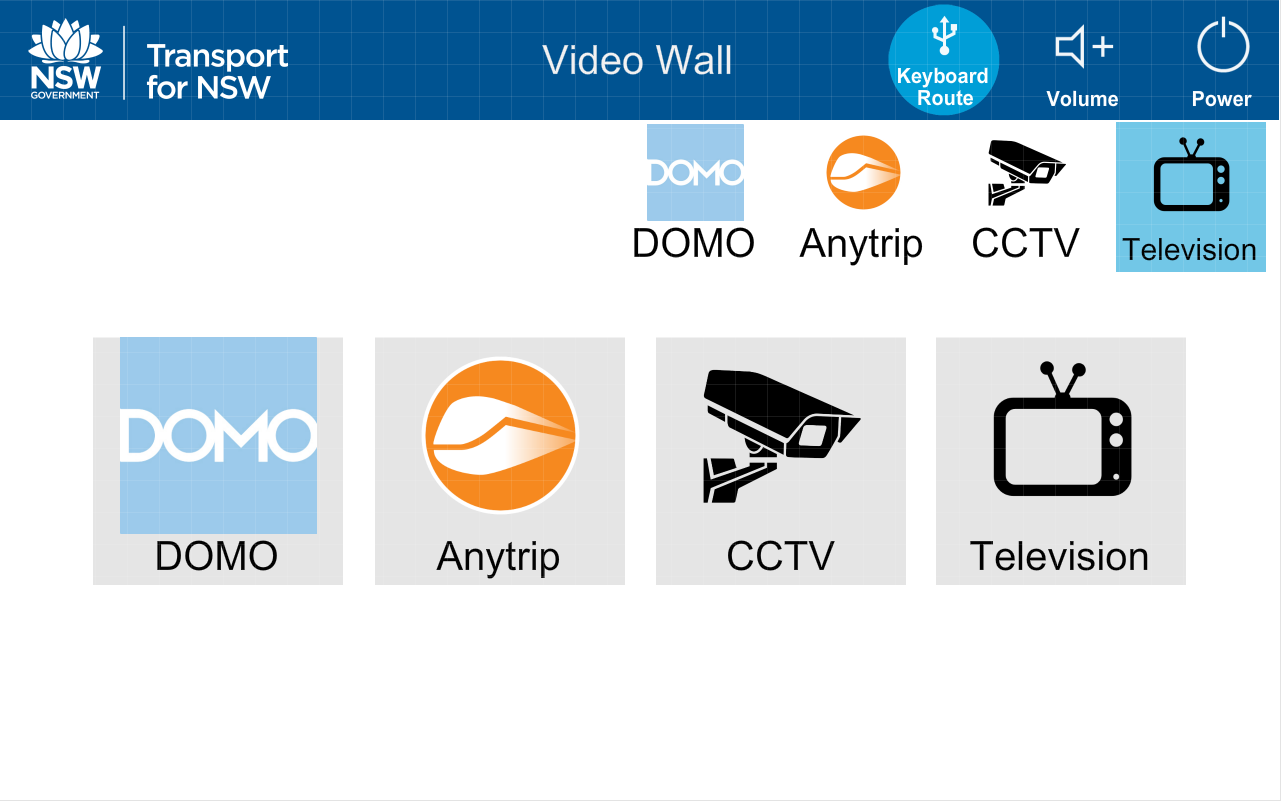 NSW
GOVERNMENT
Transport
for NSW
Video Wall
Keyboard
Route
Volume
Power
DOMO
DOMO
Anytrip
CCTV
Television
DOMO
DOMO
Anytrip
CCTV
Television